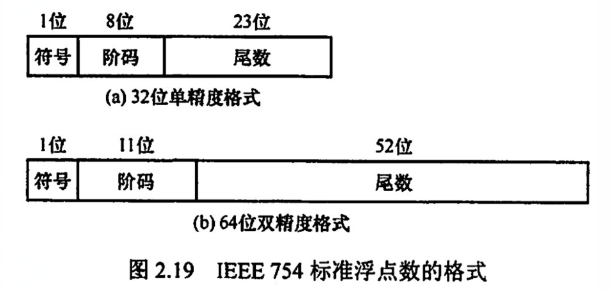 1位 8位 23位
符号 阶码 尾数
(a) 32位单精度格式
1位 11位 52位
符号 阶码 尾数
(b) 64位双精度格式
图 2.19 IEEE 754 标准浮点数的格式